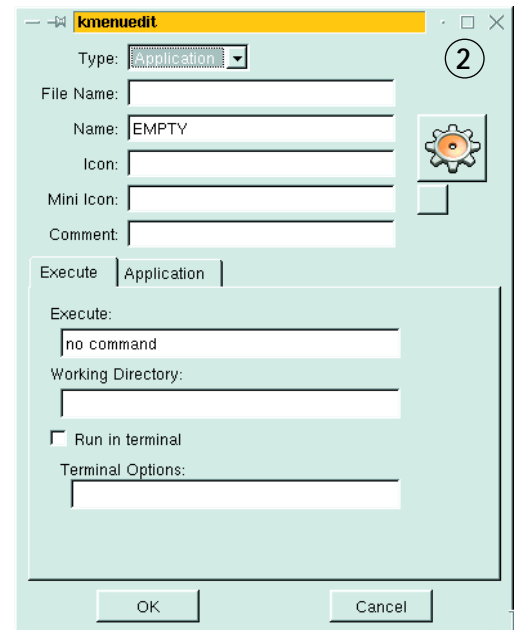 kmenuedit
2
Type: Application
File Name:
Name: EMPTY
Icon:
Mini Icon:
Comment:
Execute Application
Execute:
no command
Working Directory:
Run in terminal
Terminal Options:
OK Cancel